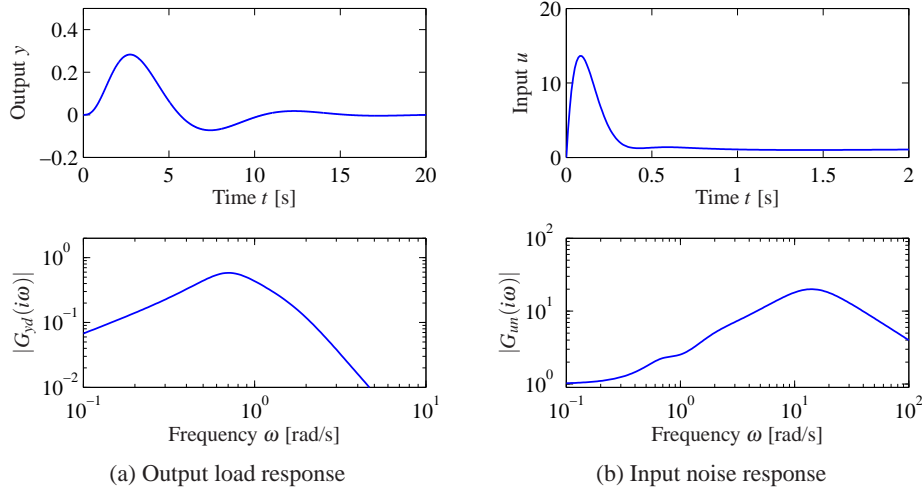 Output y
0.4
0.2
0
−0.2
0 5 10 15 20
Time t [s]
Input u
20
10
0
0 0.5 1 1.5 2
Time t [s]
|G_yd(iω)|
10^0
10^−1
10^−2
10^−1 10^0 10^1
Frequency ω [rad/s]
|G_un(iω)|
10^2
10^1
10^0
10^−1 10^0 10^1 10^2
Frequency ω [rad/s]
(a) Output load response
(b) Input noise response